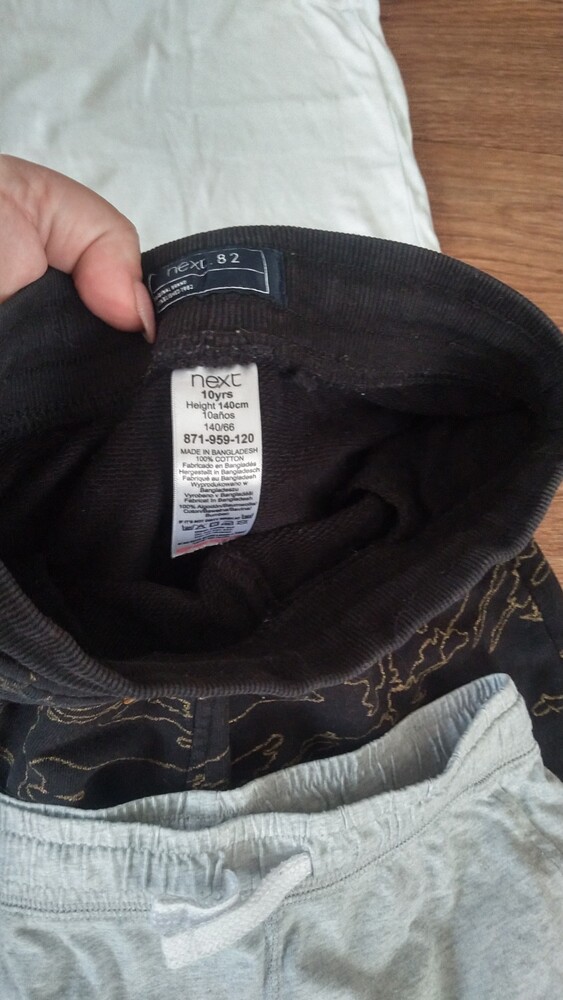 next.82
next
10yrs
Height 140cm
10años
140/66
871-959-120
MADE IN BANGLADESH
100% COTTON
Fabricado en Bangladés
Hergestellt in Bangladesch
Fabriqué au Bangladesh
Wyprodukowano w
Bangladeszu
Vyrobeno v Bangladéši
Fabricat în Bangladesh